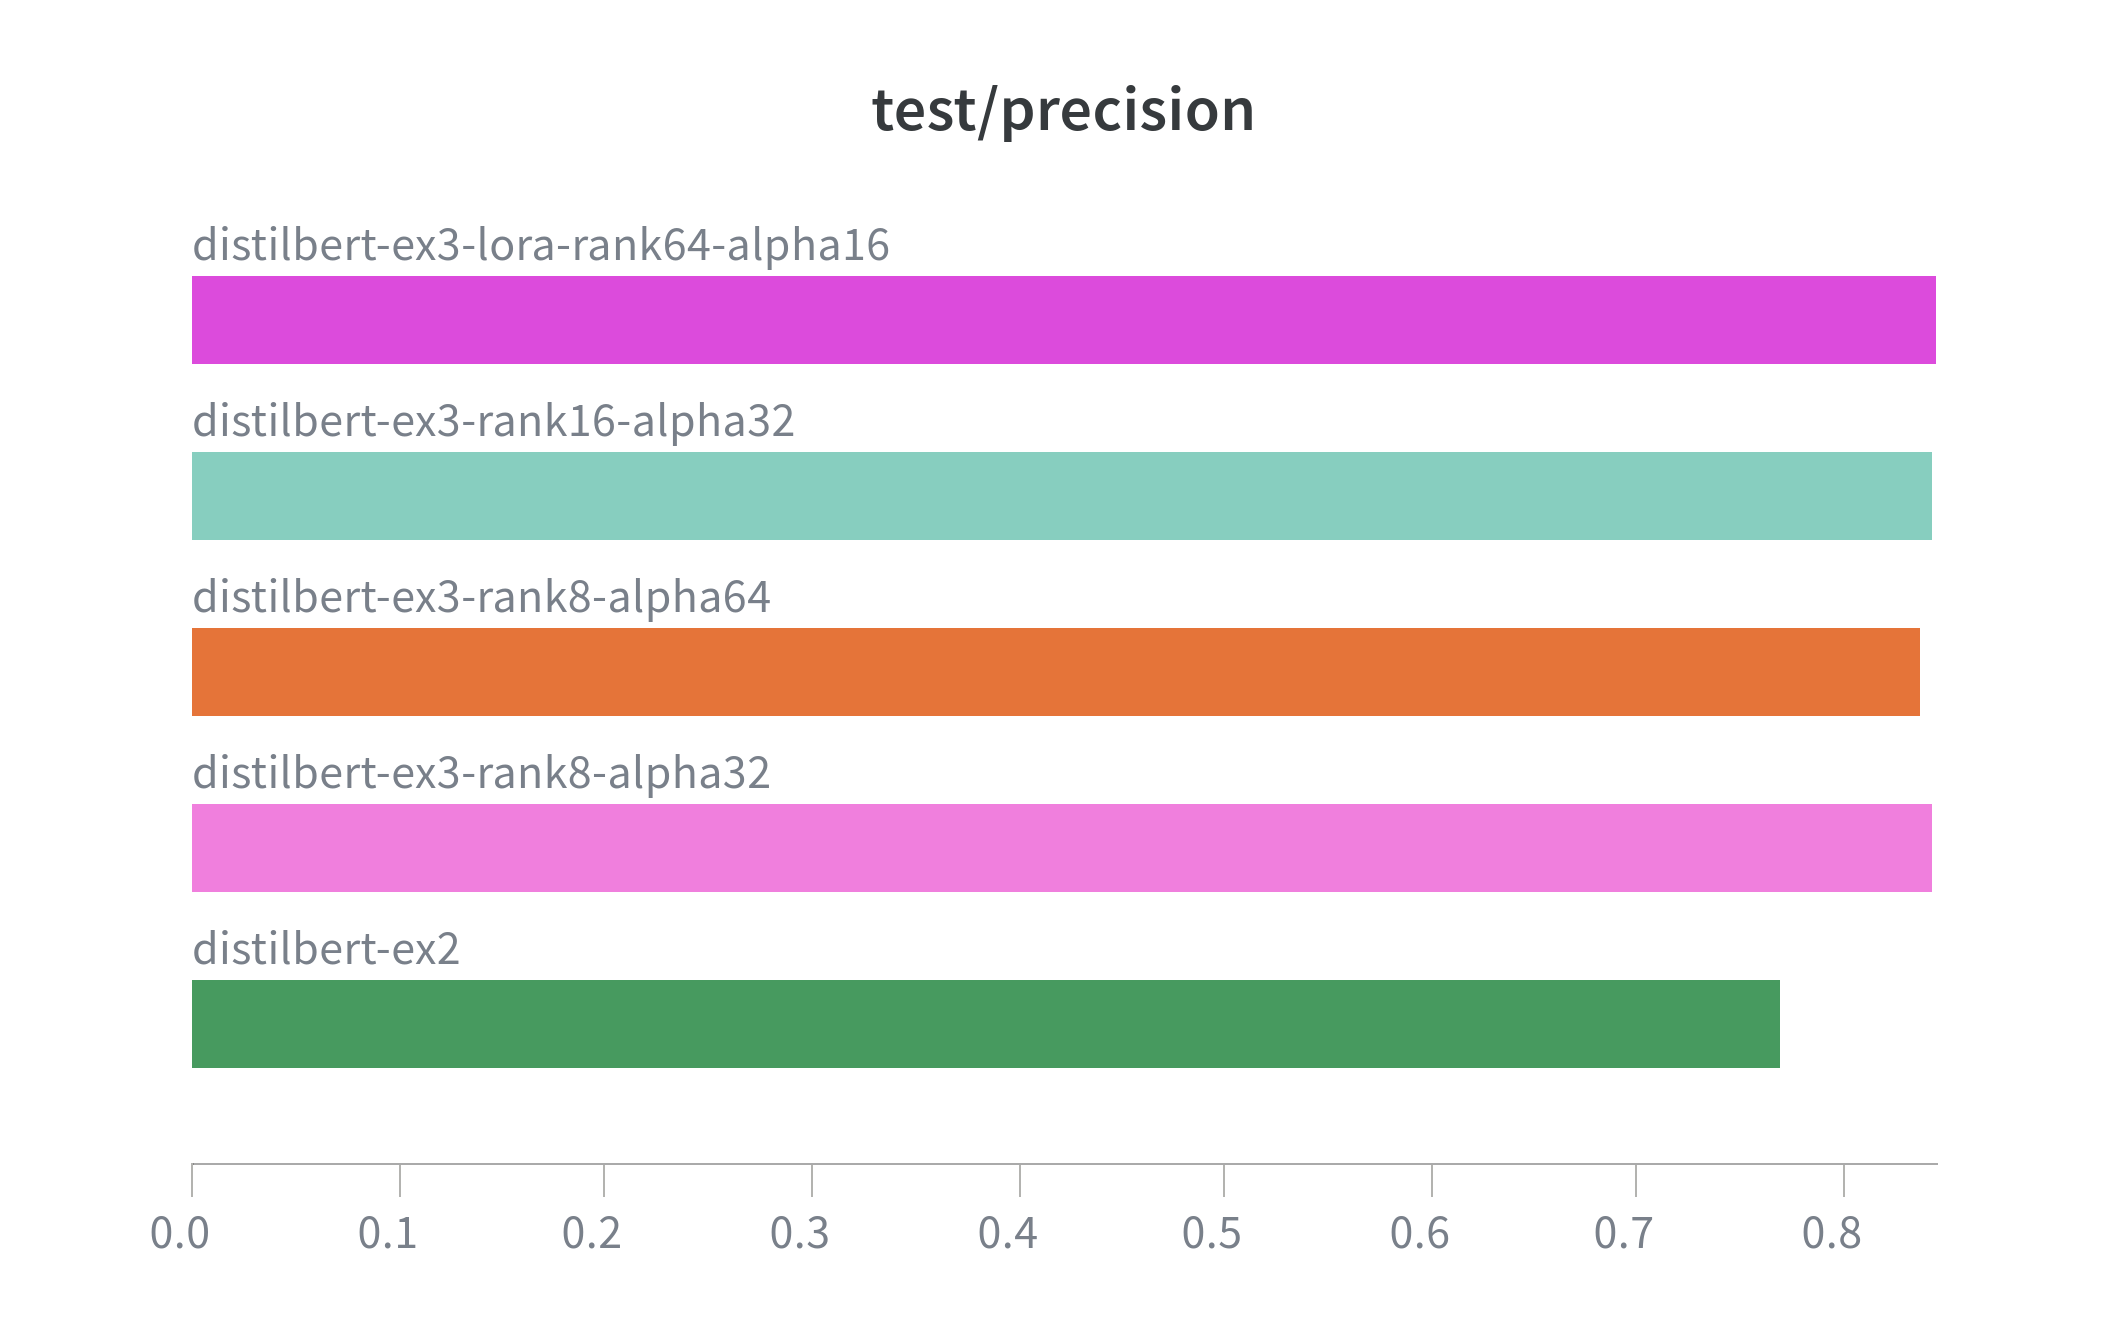 test/precision
distilbert-ex3-lora-rank64-alpha16
distilbert-ex3-rank16-alpha32
distilbert-ex3-rank8-alpha64
distilbert-ex3-rank8-alpha32
distilbert-ex2
0.0 0.1 0.2 0.3 0.4 0.5 0.6 0.7 0.8